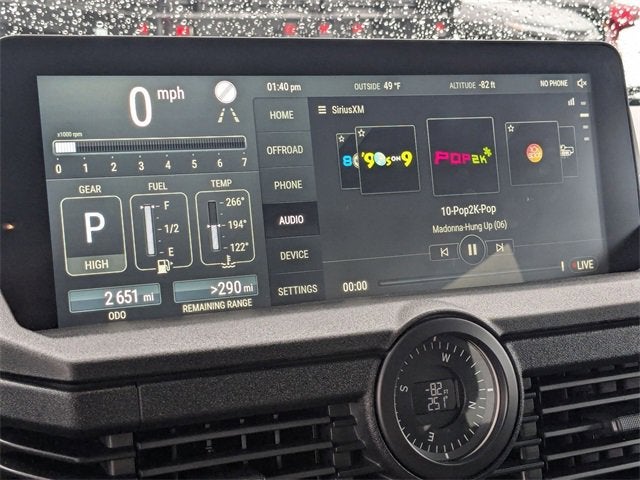 01:40 pm OUTSIDE 49 °F ALTITUDE -82 ft NO PHONE
0 mph
x1000 rpm
0 1 2 3 4 5 6 7
GEAR FUEL TEMP
P
HIGH
F
1/2
E
266°
194°
122°
2 651 mi
ODO
>290 mi
REMAINING RANGE
HOME
OFFROAD
PHONE
AUDIO
DEVICE
SETTINGS
SiriusXM
8
'90s on 9
POP2K
10-Pop2K-Pop
Madonna-Hung Up (06)
00:00
LIVE
W
S
N
E
-82 FT
251°